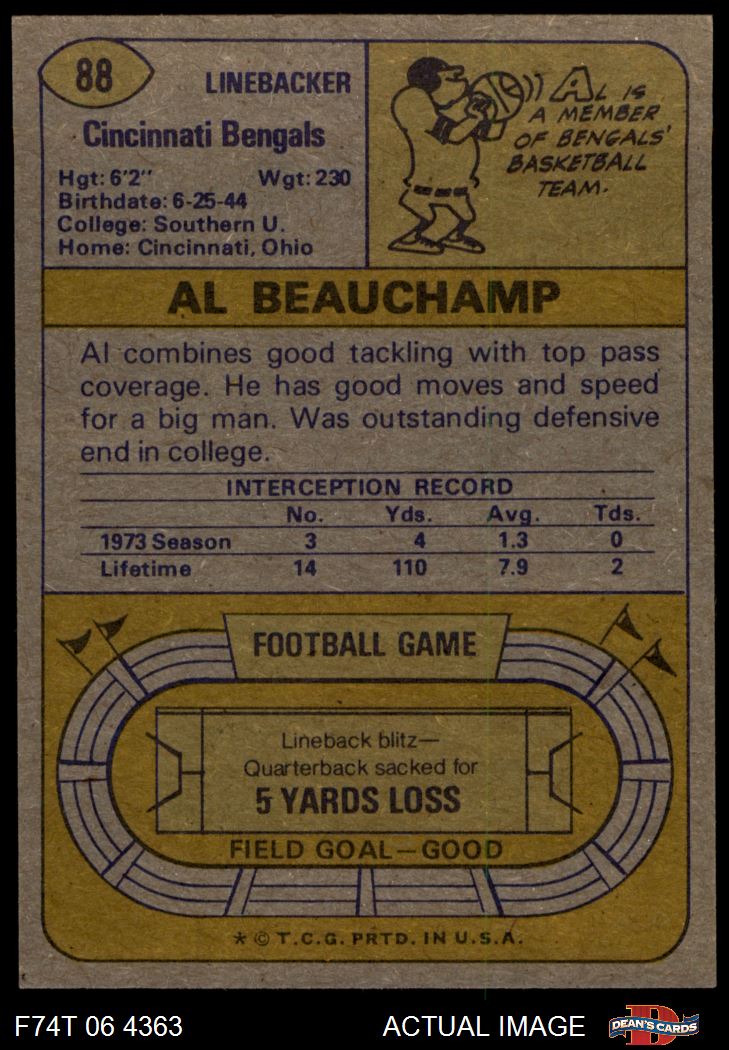 88
LINEBACKER
Cincinnati Bengals
Hgt: 6'2" Wgt: 230
Birthdate: 6-25-44
College: Southern U.
Home: Cincinnati, Ohio
AL IS
A MEMBER
OF BENGALS'
BASKETBALL
TEAM.
AL BEAUCHAMP
Al combines good tackling with top pass
coverage. He has good moves and speed
for a big man. Was outstanding defensive
end in college.
INTERCEPTION RECORD
No. Yds. Avg. Tds.
1973 Season 3 4 1.3 0
Lifetime 14 110 7.9 2
FOOTBALL GAME
Lineback blitz—
Quarterback sacked for
5 YARDS LOSS
FIELD GOAL—GOOD
* © T.C.G. PRTD. IN U.S.A.
F74T 06 4363 ACTUAL IMAGE D DEAN'S CARDS